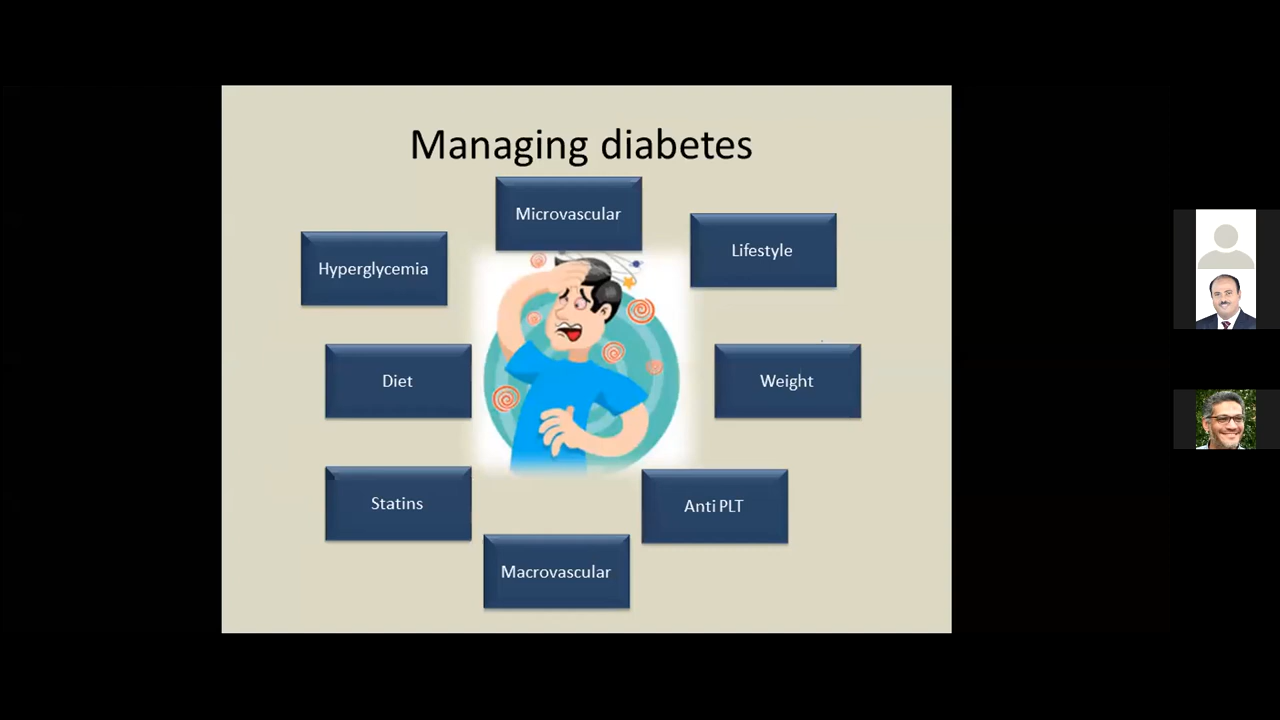 Managing diabetes
Microvascular
Lifestyle
Hyperglycemia
Diet
Weight
Statins
Anti PLT
Macrovascular